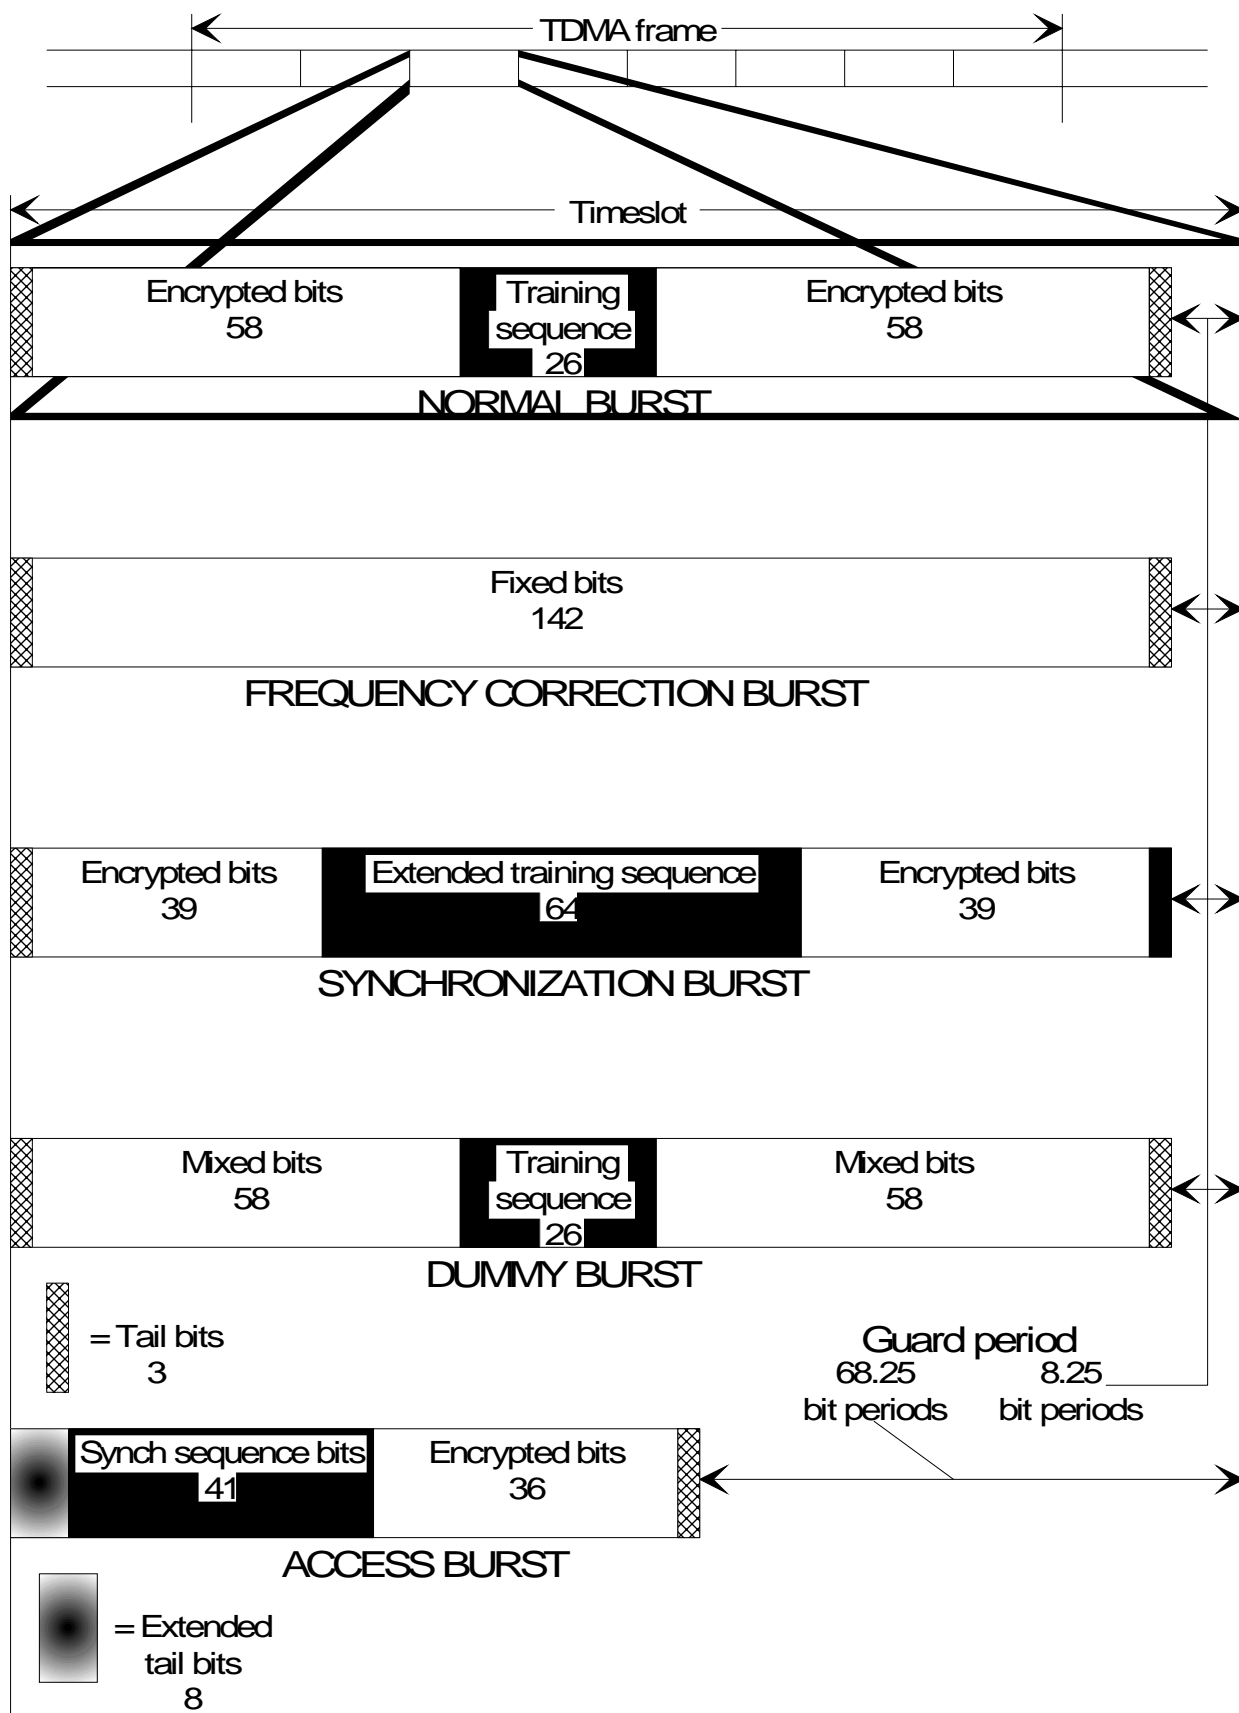 TDMA frame
Timeslot
Encrypted bits
58
Training
sequence
26
Encrypted bits
58
NORMAL BURST
Fixed bits
142
FREQUENCY CORRECTION BURST
Encrypted bits
39
Extended training sequence
64
Encrypted bits
39
SYNCHRONIZATION BURST
Mixed bits
58
Training
sequence
26
Mixed bits
58
DUMMY BURST
= Tail bits
3
Guard period
68.25
bit periods
8.25
bit periods
Synch sequence bits
41
Encrypted bits
36
ACCESS BURST
= Extended
tail bits
8